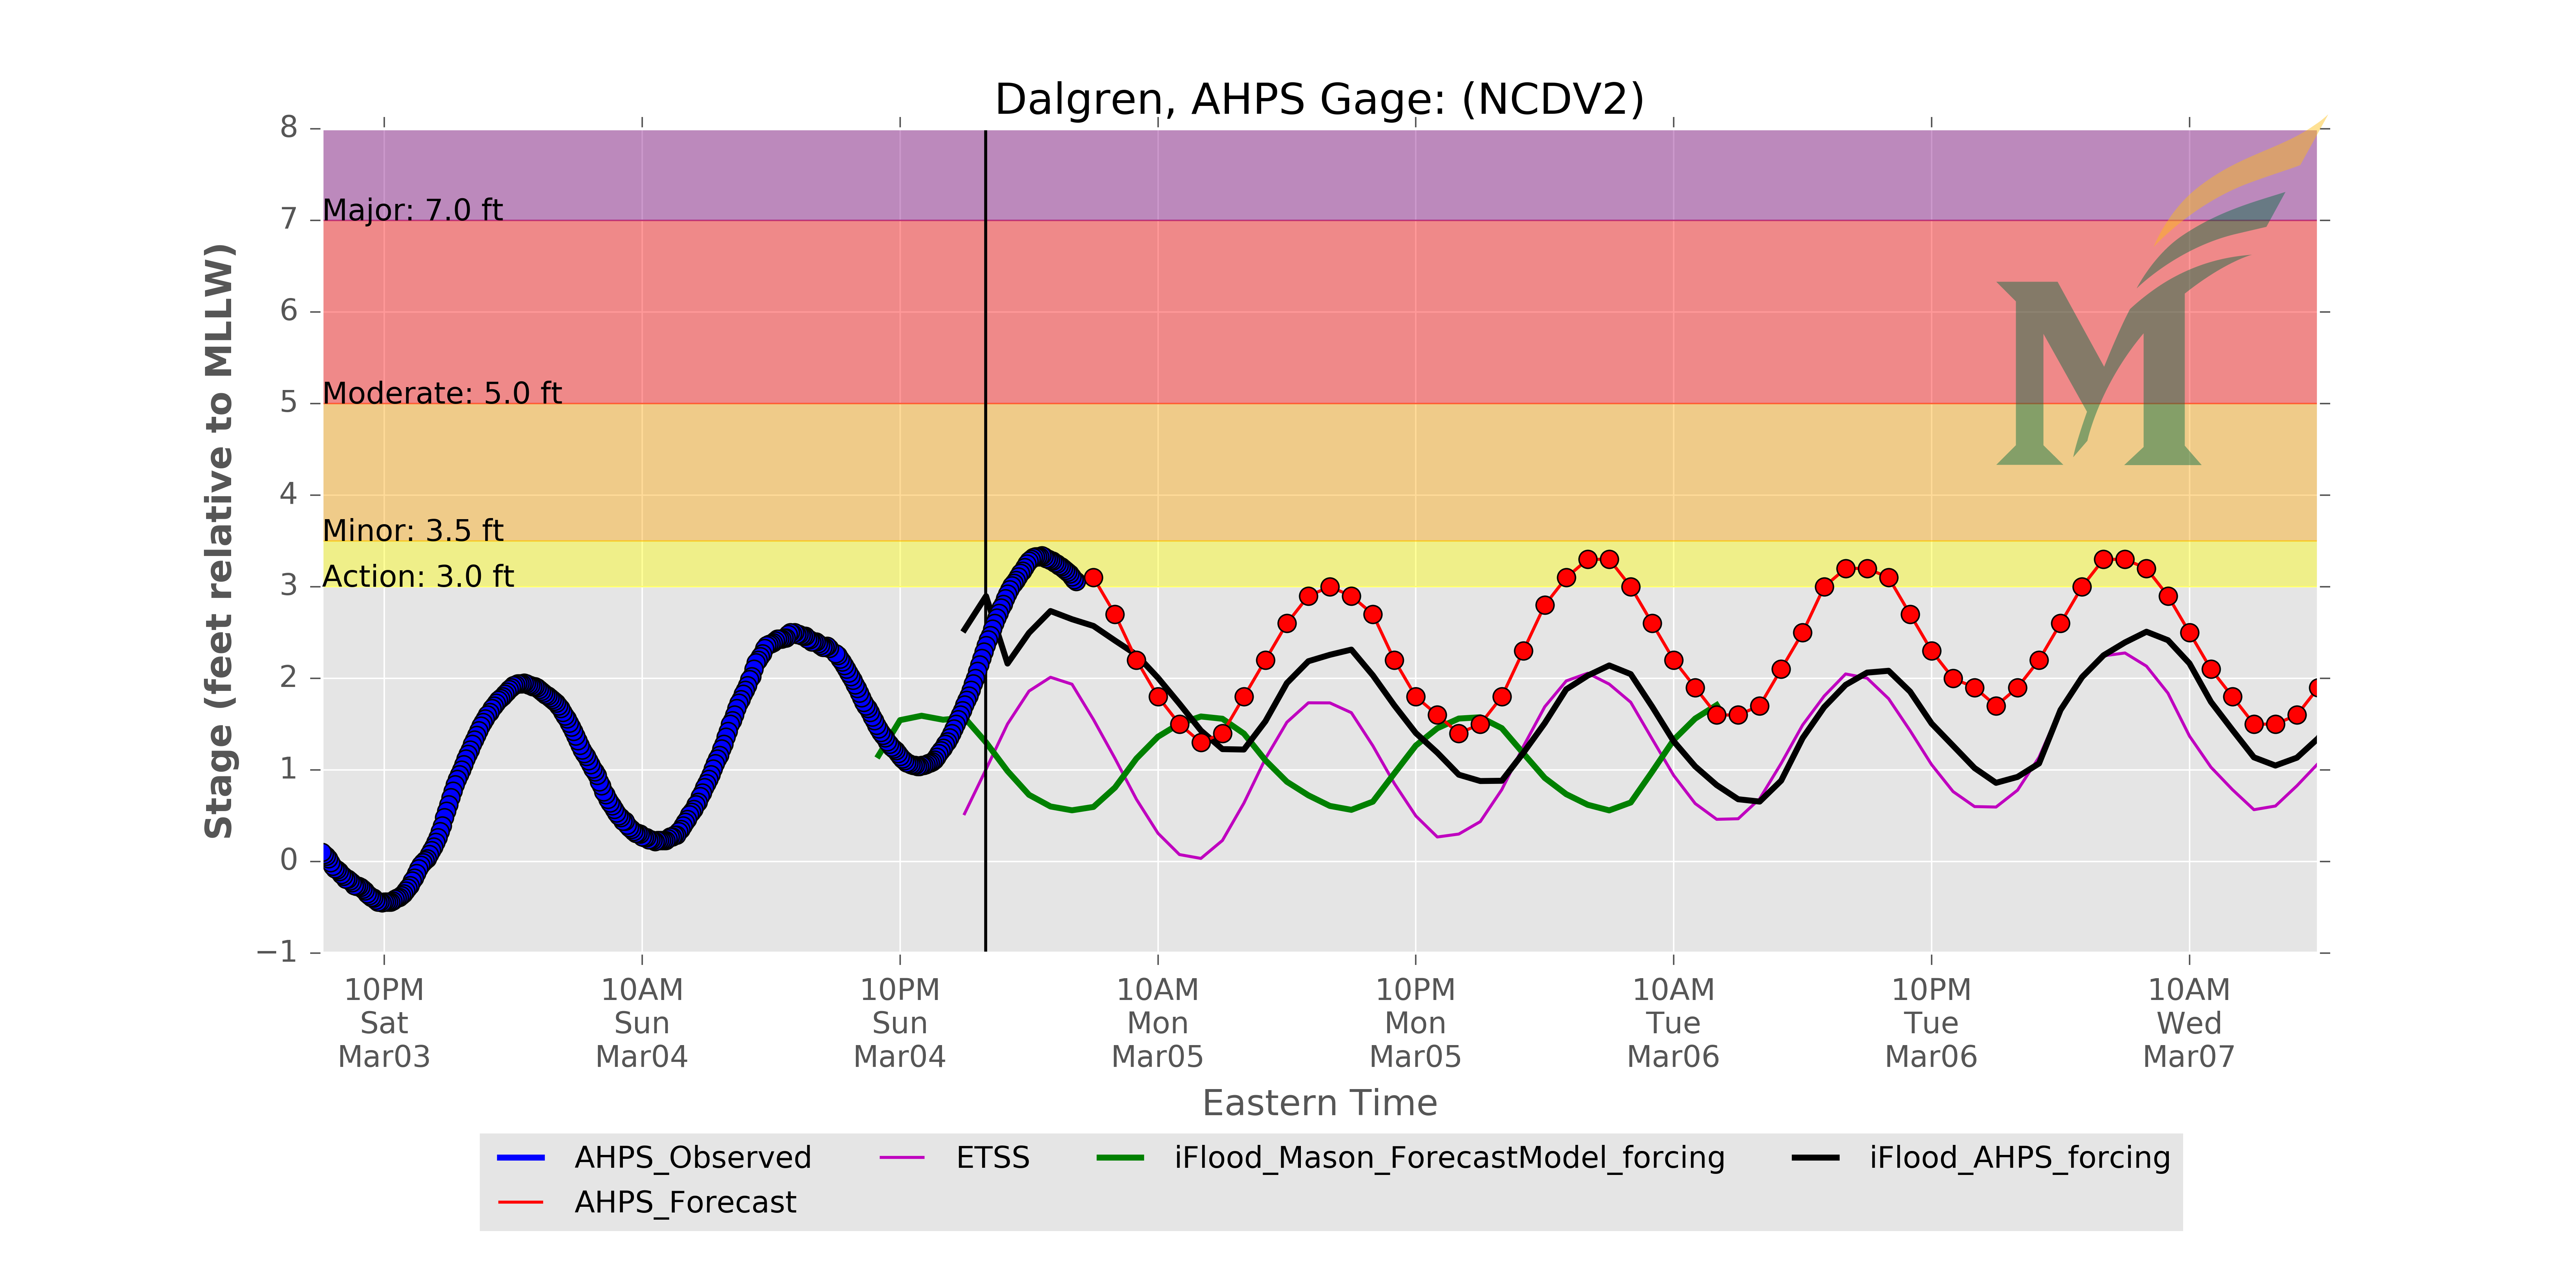 Dalgren, AHPS Gage: (NCDV2)
Stage (feet relative to MLLW)
8
7
6
5
4
3
2
1
0
−1
Major: 7.0 ft
Moderate: 5.0 ft
Minor: 3.5 ft
Action: 3.0 ft
M
10PM 10AM 10PM 10AM 10PM 10AM 10PM 10AM
Sat Sun Sun Mon Mon Tue Tue Wed
Mar03 Mar04 Mar04 Mar05 Mar05 Mar06 Mar06 Mar07
Eastern Time
AHPS_Observed ETSS iFlood_Mason_ForecastModel_forcing iFlood_AHPS_forcing
AHPS_Forecast